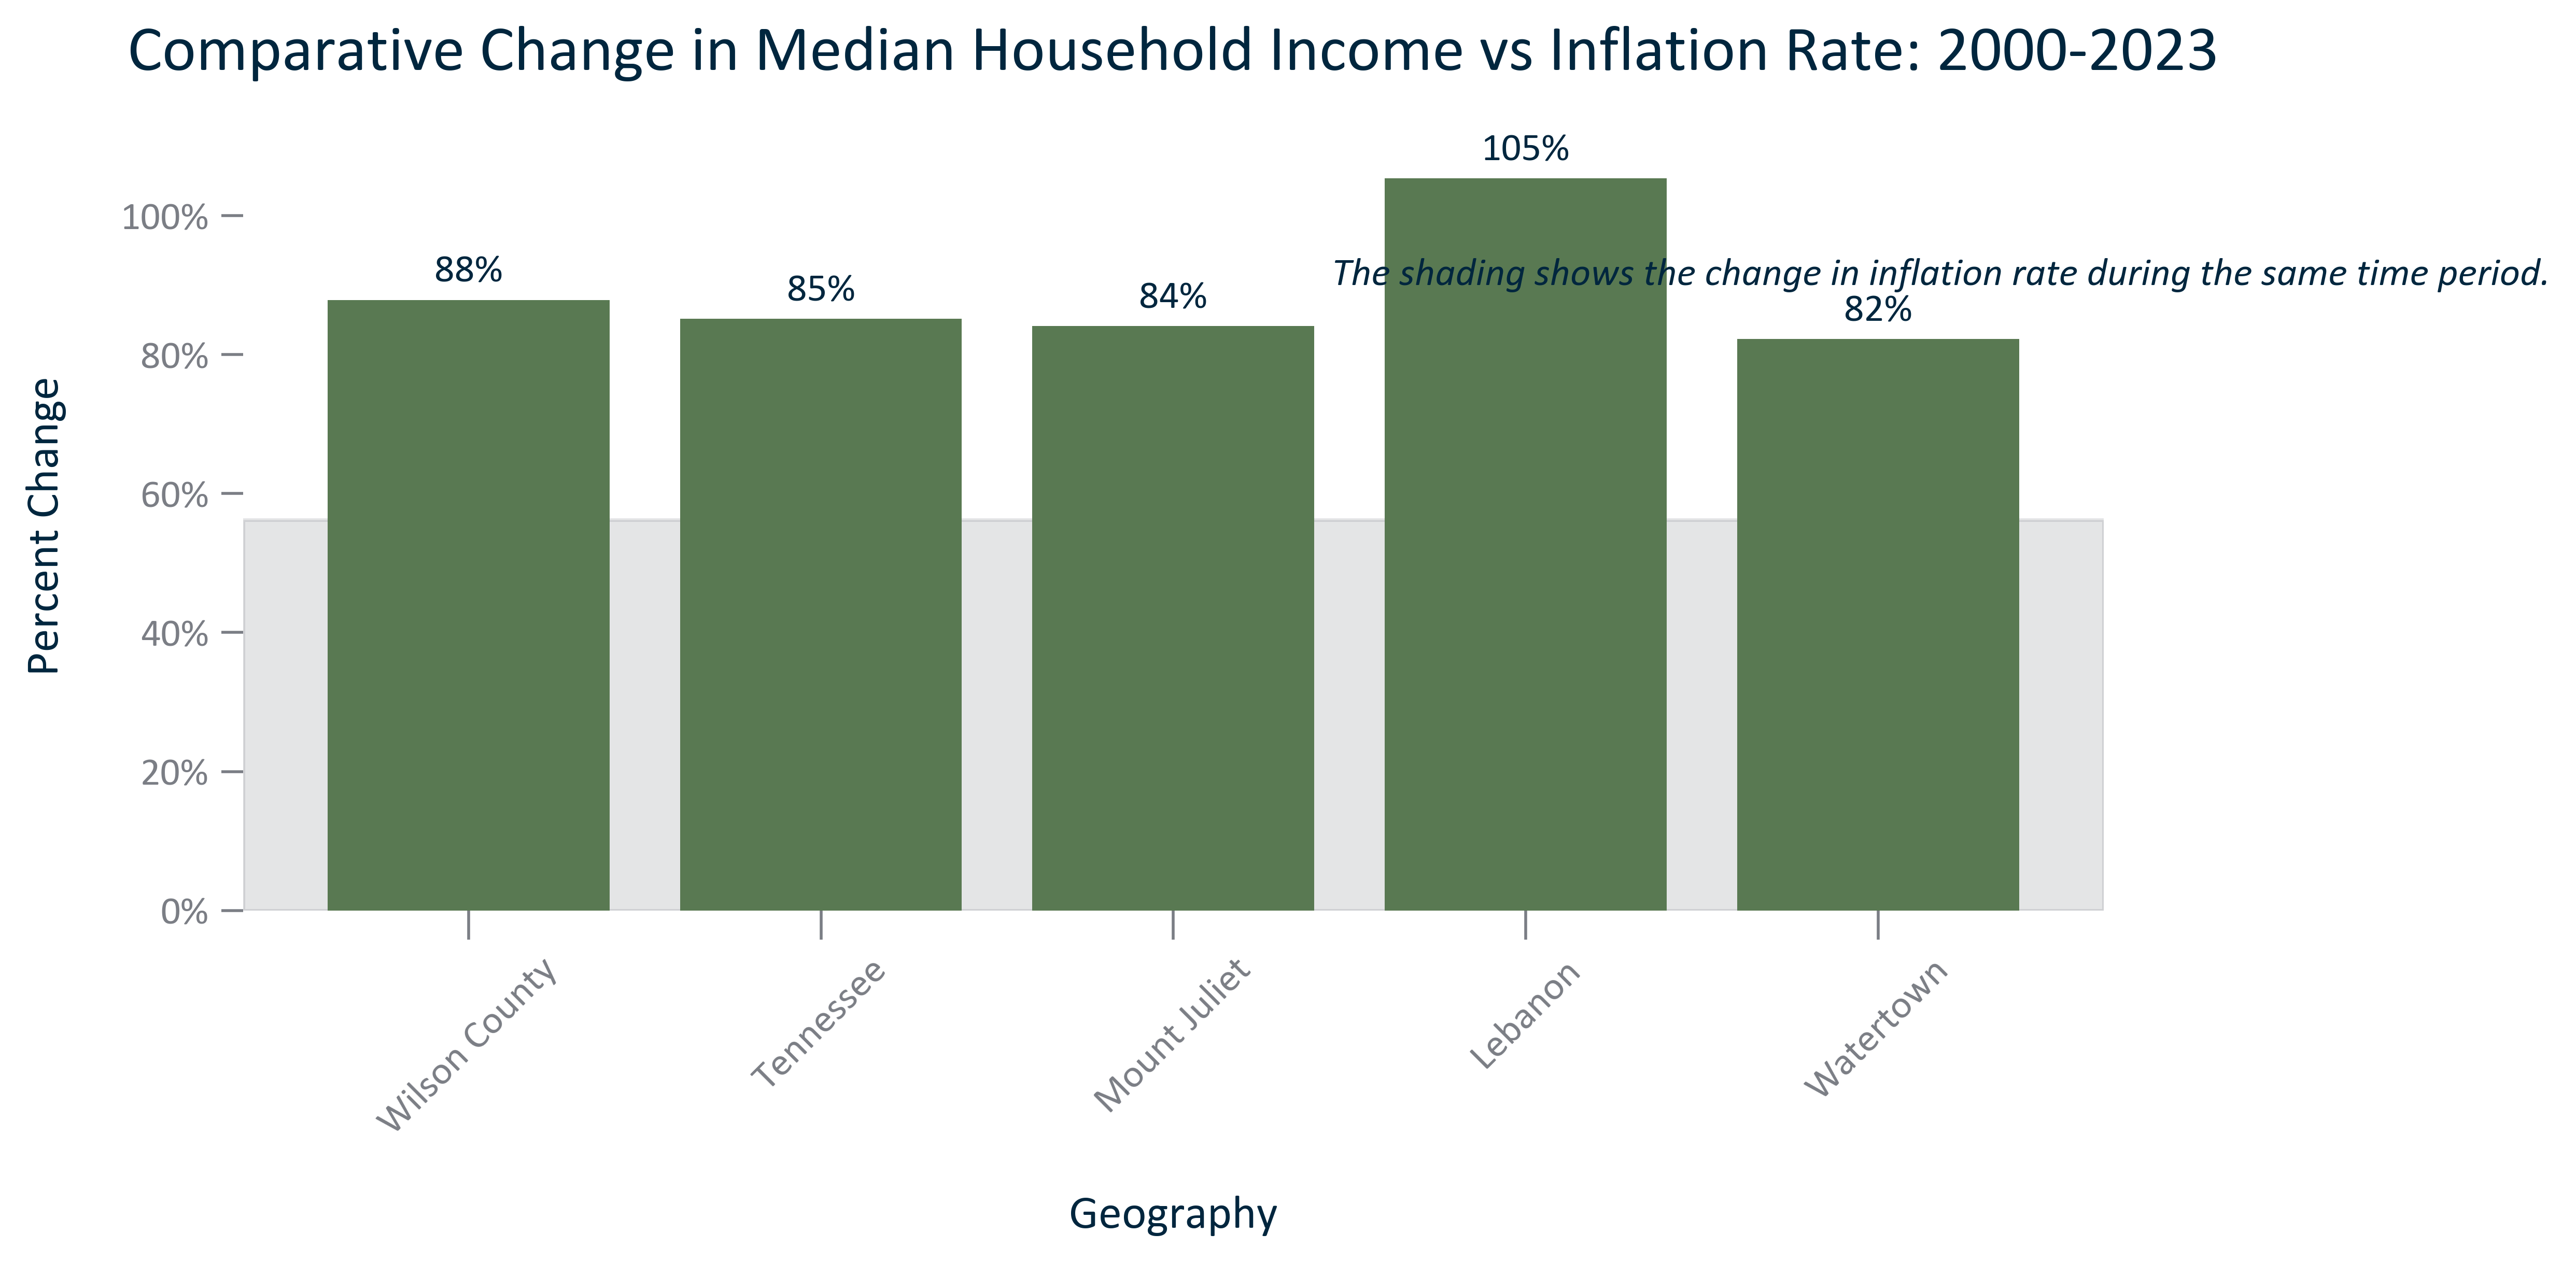 Comparative Change in Median Household Income vs Inflation Rate: 2000-2023
105%
100%
88%
The shading shows the change in inflation rate during the same time period.
85%
84%
82%
80%
60%
40%
20%
0%
Percent Change
Wilson County
Tennessee
Mount Juliet
Lebanon
Watertown
Geography